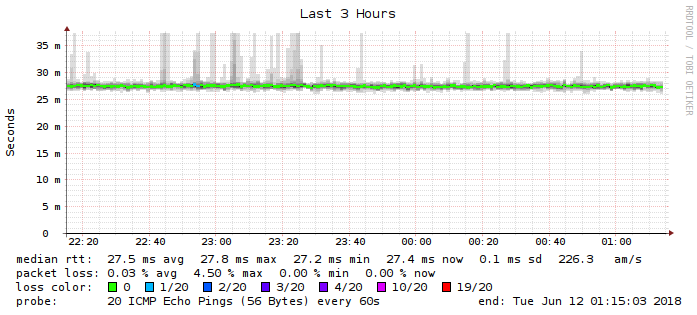 Last 3 Hours
RRDTOOL / TOBI OETIKER
Seconds
35 m
30 m
25 m
20 m
15 m
10 m
5 m
0
22:20 22:40 23:00 23:20 23:40 00:00 00:20 00:40 01:00
median rtt: 27.5 ms avg 27.8 ms max 27.2 ms min 27.4 ms now 0.1 ms sd 226.3 am/s
packet loss: 0.03 % avg 4.50 % max 0.00 % min 0.00 % now
loss color: 0 1/20 2/20 3/20 4/20 10/20 19/20
probe: 20 ICMP Echo Pings (56 Bytes) every 60s end: Tue Jun 12 01:15:03 2018